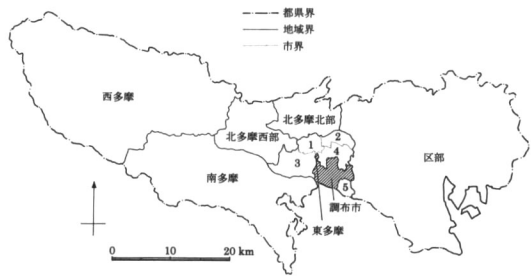 都県界
地域界
市界
西多摩
北多摩北部
北多摩西部
1
2
3
4
5
区部
南多摩
調布市
東多摩
0 10 20 km